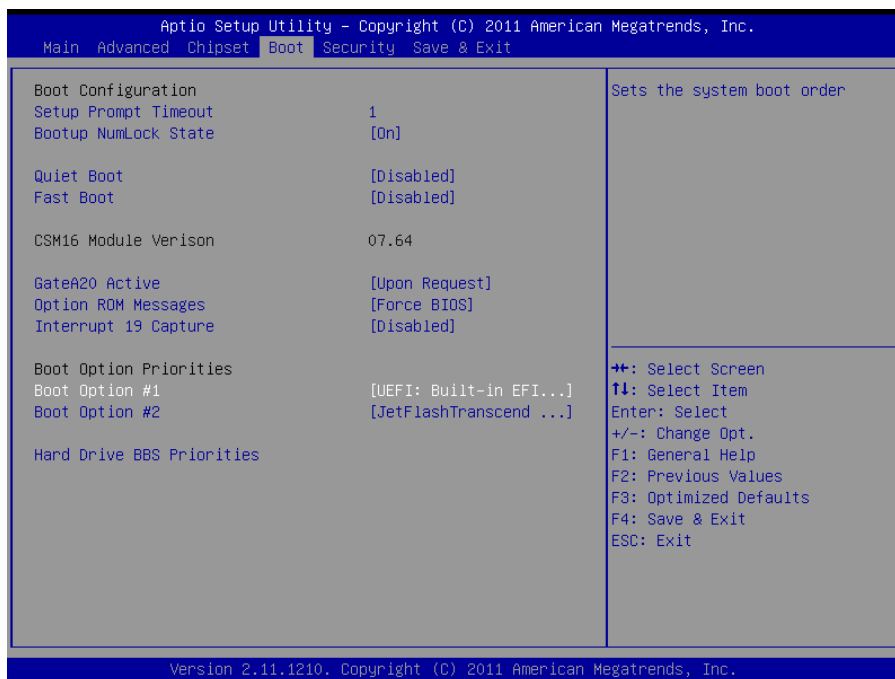 Aptio Setup Utility – Copyright (C) 2011 American Megatrends, Inc.
Main Advanced Chipset Boot Security Save & Exit
Boot Configuration
Setup Prompt Timeout 1
Bootup NumLock State [On]
Quiet Boot [Disabled]
Fast Boot [Disabled]
CSM16 Module Verison 07.64
GateA20 Active [Upon Request]
Option ROM Messages [Force BIOS]
Interrupt 19 Capture [Disabled]
Boot Option Priorities
Boot Option #1 [UEFI: Built-in EFI...]
Boot Option #2 [JetFlashTranscend ...]
Hard Drive BBS Priorities
Sets the system boot order
→←: Select Screen
↑↓: Select Item
Enter: Select
+/-: Change Opt.
F1: General Help
F2: Previous Values
F3: Optimized Defaults
F4: Save & Exit
ESC: Exit
Version 2.11.1210. Copyright (C) 2011 American Megatrends, Inc.